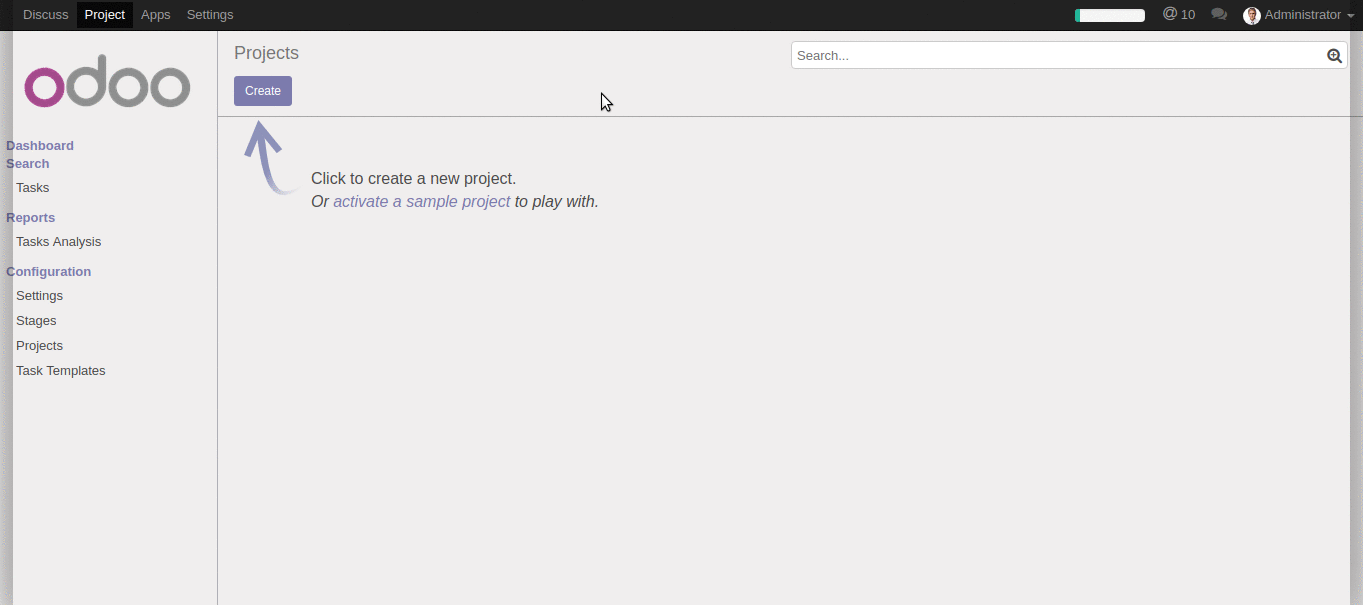 Discuss Project Apps Settings @ 10 Administrator
odoo
Dashboard
Search
Tasks
Reports
Tasks Analysis
Configuration
Settings
Stages
Projects
Task Templates
Projects
Search...
Create
Click to create a new project.
Or activate a sample project to play with.